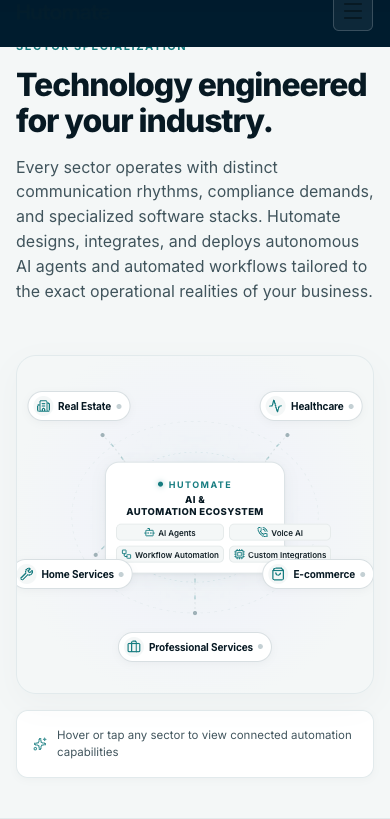 SECTOR SPECIALIZATION
Technology engineered
for your industry.
Every sector operates with distinct
communication rhythms, compliance demands,
and specialized software stacks. Hutomate
designs, integrates, and deploys autonomous
AI agents and automated workflows tailored to
the exact operational realities of your business.
Real Estate
Healthcare
HUTOMATE
AI &
AUTOMATION ECOSYSTEM
AI Agents
Voice AI
Workflow Automation
Custom Integrations
Home Services
E-commerce
Professional Services
Hover or tap any sector to view connected automation
capabilities